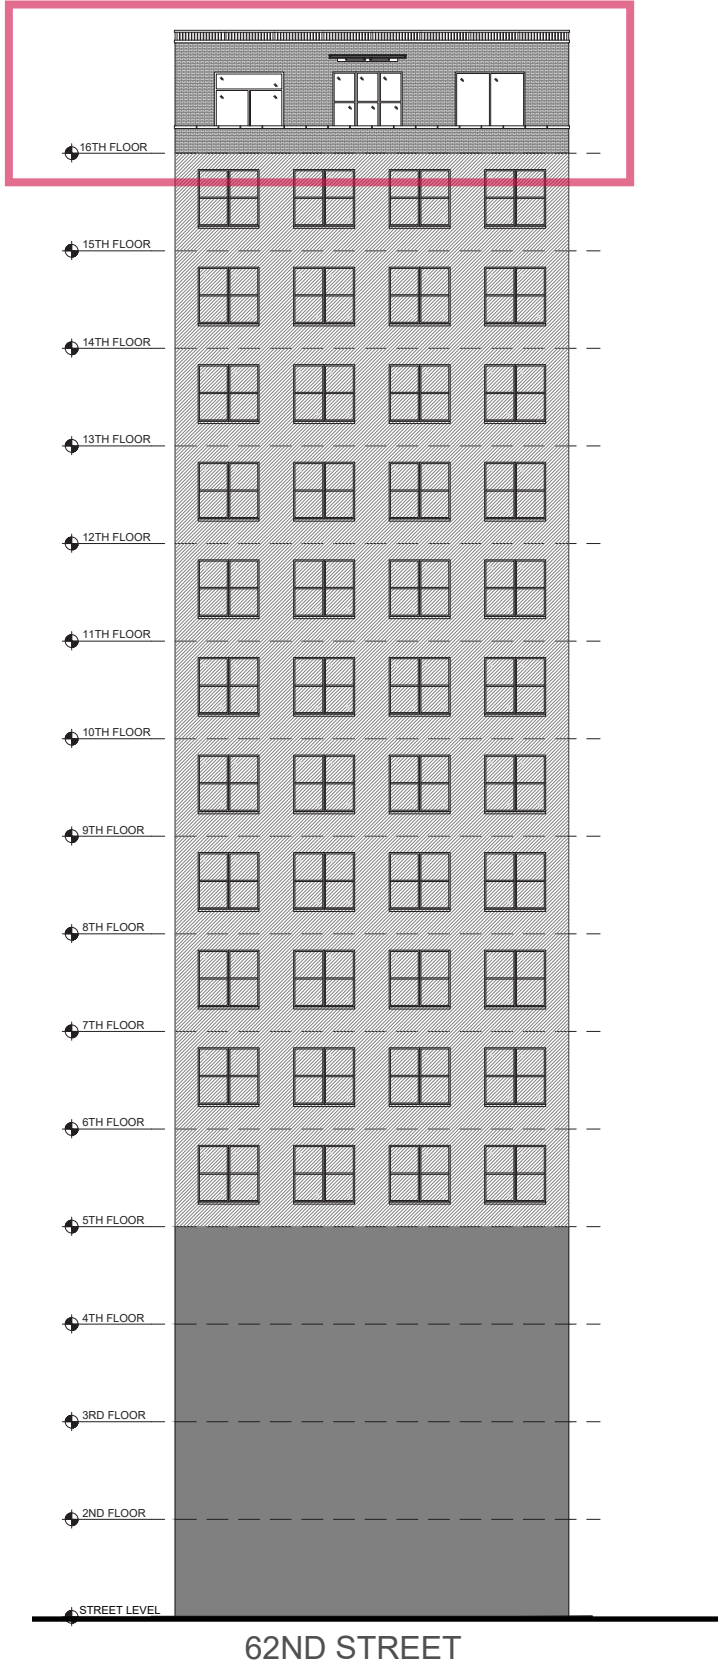 16TH FLOOR
15TH FLOOR
14TH FLOOR
13TH FLOOR
12TH FLOOR
11TH FLOOR
10TH FLOOR
9TH FLOOR
8TH FLOOR
7TH FLOOR
6TH FLOOR
5TH FLOOR
4TH FLOOR
3RD FLOOR
2ND FLOOR
STREET LEVEL
62ND STREET